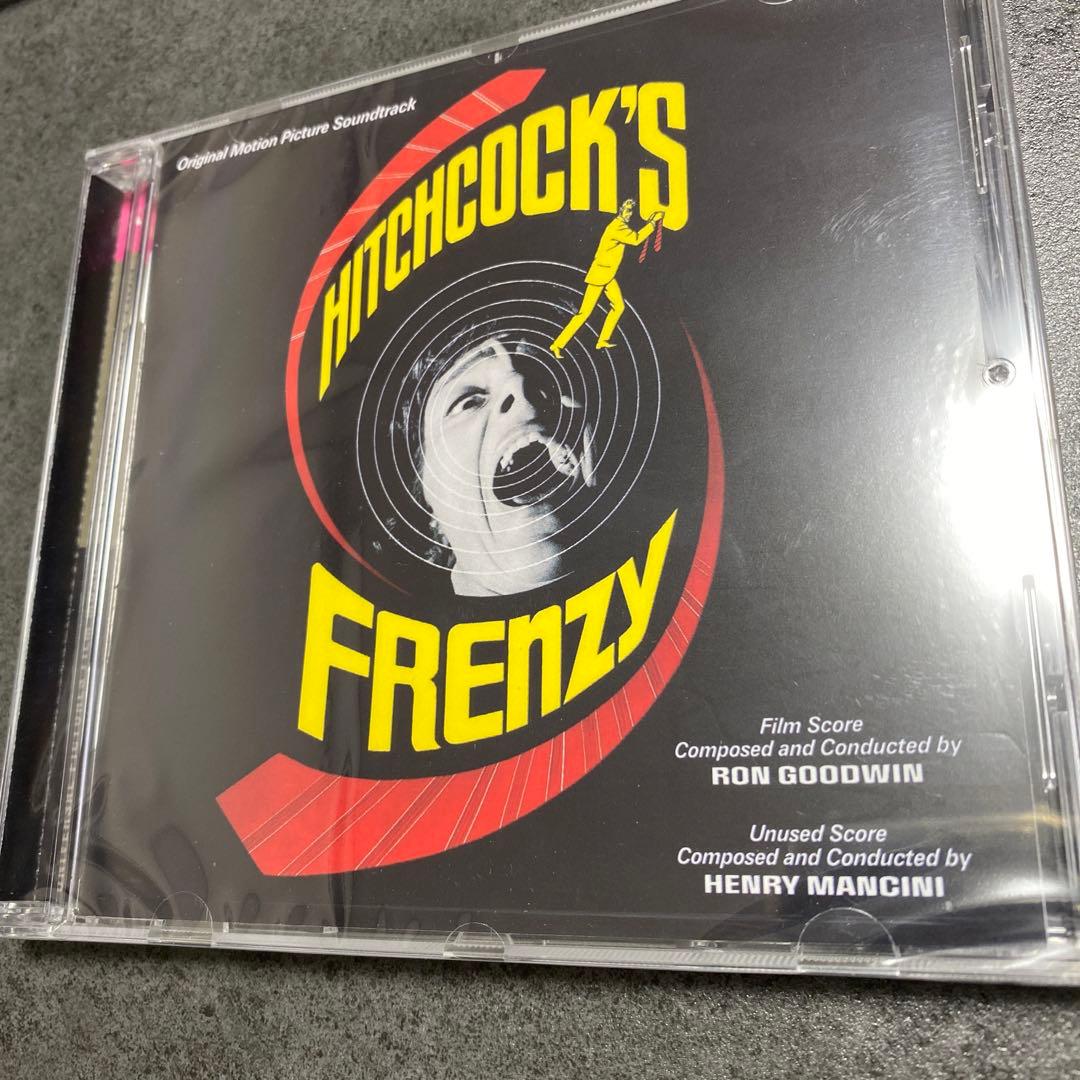 Original Motion Picture Soundtrack
HITCHCOCK'S
FRENZY
Film Score
Composed and Conducted by
RON GOODWIN
Unused Score
Composed and Conducted by
HENRY MANCINI